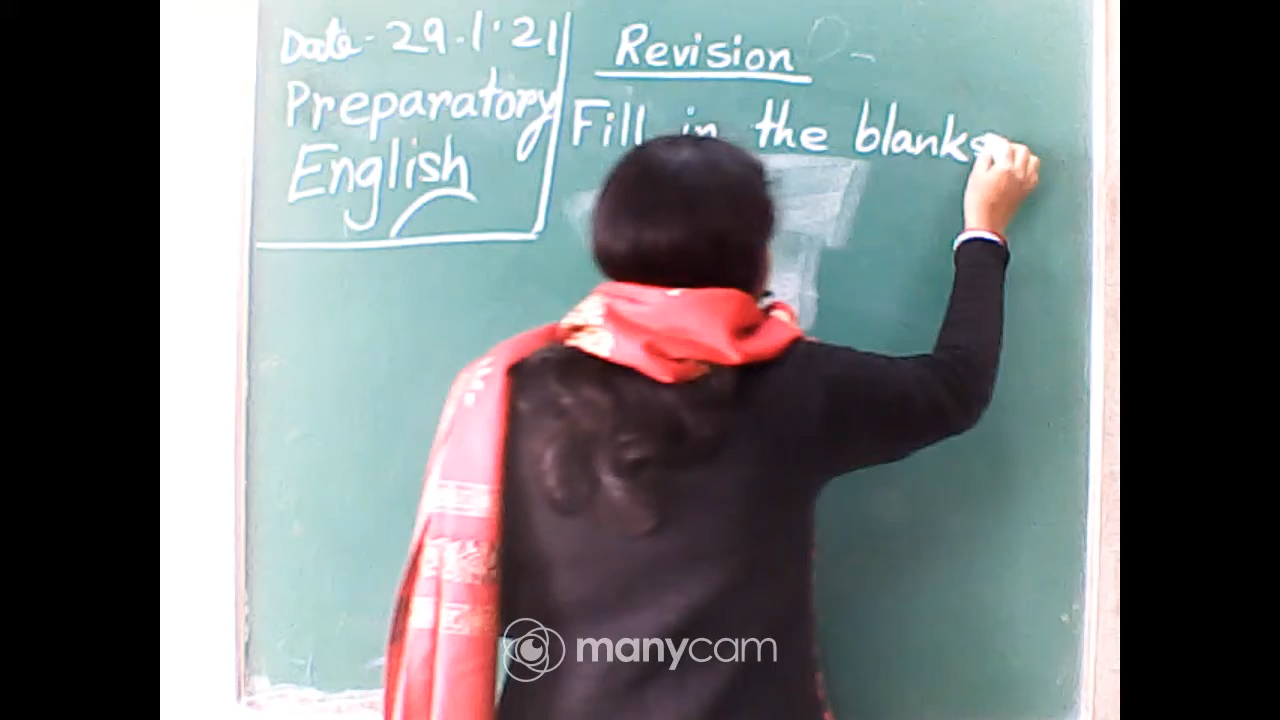 Date- 29.1.21
Preparatory
English
Revision
Fill in the blanks
manycam